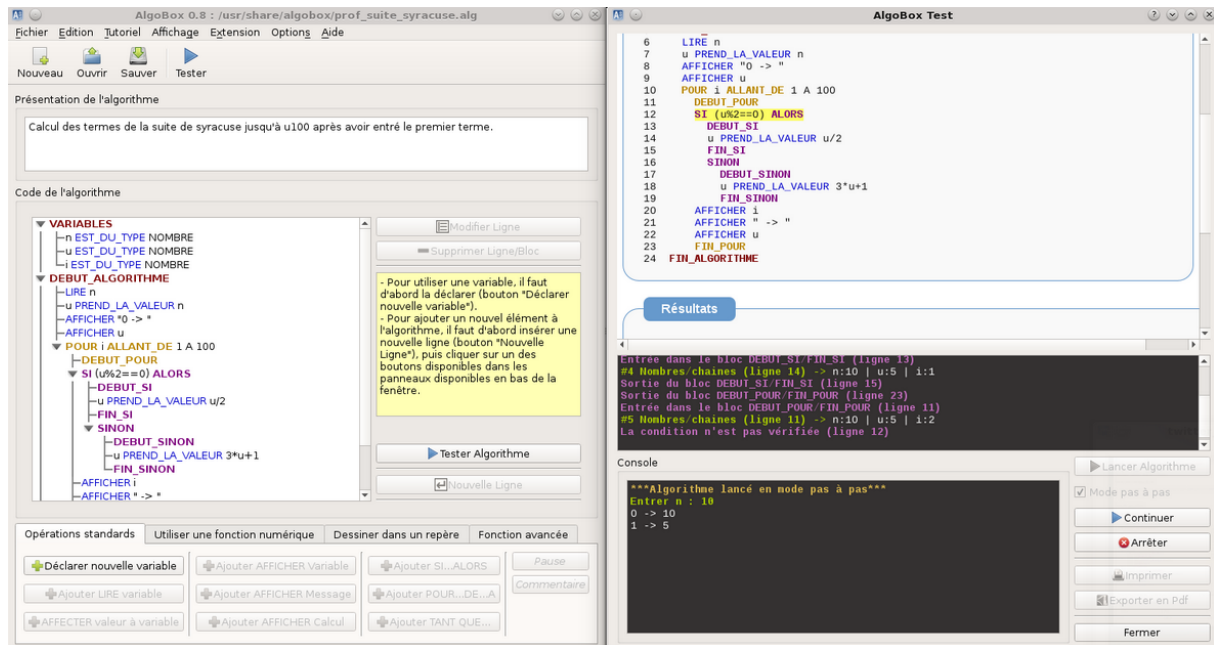 AlgoBox 0.8 : /usr/share/algobox/prof_suite_syracuse.alg
Fichier Edition Tutoriel Affichage Extension Options Aide
Nouveau Ouvrir Sauver Tester
Présentation de l'algorithme
Calcul des termes de la suite de syracuse jusqu'à u100 après avoir entré le premier terme.
Code de l'algorithme
VARIABLES
n EST_DU_TYPE NOMBRE
u EST_DU_TYPE NOMBRE
i EST_DU_TYPE NOMBRE
DEBUT_ALGORITHME
LIRE n
u PREND_LA_VALEUR n
AFFICHER "0 -> "
AFFICHER u
POUR i ALLANT_DE 1 A 100
DEBUT_POUR
SI (u%2==0) ALORS
DEBUT_SI
u PREND_LA_VALEUR u/2
FIN_SI
SINON
DEBUT_SINON
u PREND_LA_VALEUR 3*u+1
FIN_SINON
AFFICHER i
AFFICHER " -> "
Modifier Ligne
Supprimer Ligne/Bloc
- Pour utiliser une variable, il faut
d'abord la déclarer (bouton "Déclarer
nouvelle variable").
- Pour ajouter un nouvel élément à
l'algorithme, il faut d'abord insérer une
nouvelle ligne (bouton "Nouvelle
Ligne"), puis cliquer sur un des
boutons disponibles dans les
panneaux disponibles en bas de la
fenêtre.
Tester Algorithme
Nouvelle Ligne
Opérations standards Utiliser une fonction numérique Dessiner dans un repère Fonction avancée
Déclarer nouvelle variable Ajouter AFFICHER Variable Ajouter SI...ALORS Pause
Ajouter LIRE variable Ajouter AFFICHER Message Ajouter POUR...DE...A Commentaire
AFFECTER valeur à variable Ajouter AFFICHER Calcul Ajouter TANT QUE...
AlgoBox Test
6 LIRE n
7 u PREND_LA_VALEUR n
8 AFFICHER "0 -> "
9 AFFICHER u
10 POUR i ALLANT_DE 1 A 100
11 DEBUT_POUR
12 SI (u%2==0) ALORS
13 DEBUT_SI
14 u PREND_LA_VALEUR u/2
15 FIN_SI
16 SINON
17 DEBUT_SINON
18 u PREND_LA_VALEUR 3*u+1
19 FIN_SINON
20 AFFICHER i
21 AFFICHER " -> "
22 AFFICHER u
23 FIN_POUR
24 FIN_ALGORITHME
Résultats
Entrée dans le bloc DEBUT_SI/FIN_SI (ligne 13)
#4 Nombres/chaines (ligne 14) -> n:10 | u:5 | i:1
Sortie du bloc DEBUT_SI/FIN_SI (ligne 15)
Sortie du bloc DEBUT_POUR/FIN_POUR (ligne 23)
Entrée dans le bloc DEBUT_POUR/FIN_POUR (ligne 11)
#5 Nombres/chaines (ligne 11) -> n:10 | u:5 | i:2
La condition n'est pas vérifiée (ligne 12)
Console
***Algorithme lancé en mode pas à pas***
Entrer n : 10
0 -> 10
1 -> 5
Lancer Algorithme
Mode pas à pas
Continuer
Arrêter
Imprimer
Exporter en Pdf
Fermer